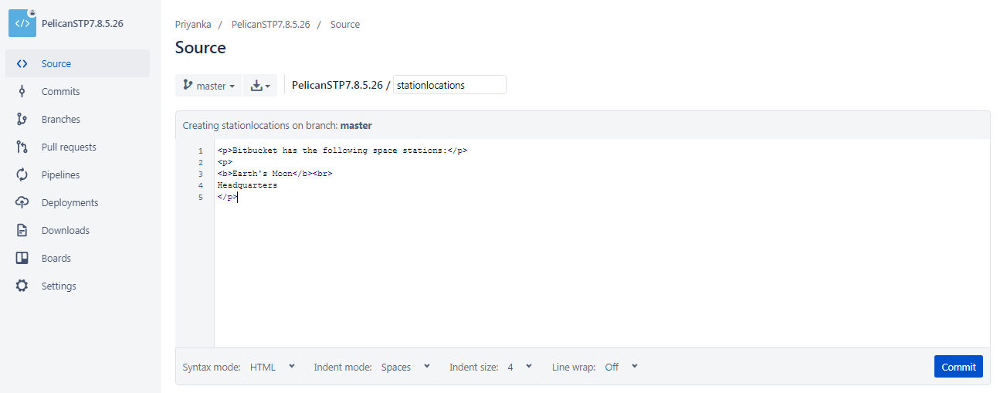 PelicanSTP7.8.5.26
Source
Commits
Branches
Pull requests
Pipelines
Deployments
Downloads
Boards
Settings
Priyanka / PelicanSTP7.8.5.26 / Source
Source
master PelicanSTP7.8.5.26 / stationlocations
Creating stationlocations on branch: master
1 <p>Bitbucket has the following space stations:</p>
2 <p>
3 <b>Earth's Moon</b><br>
4 Headquarters
5 </p>
Syntax mode: HTML Indent mode: Spaces Indent size: 4 Line wrap: Off Commit